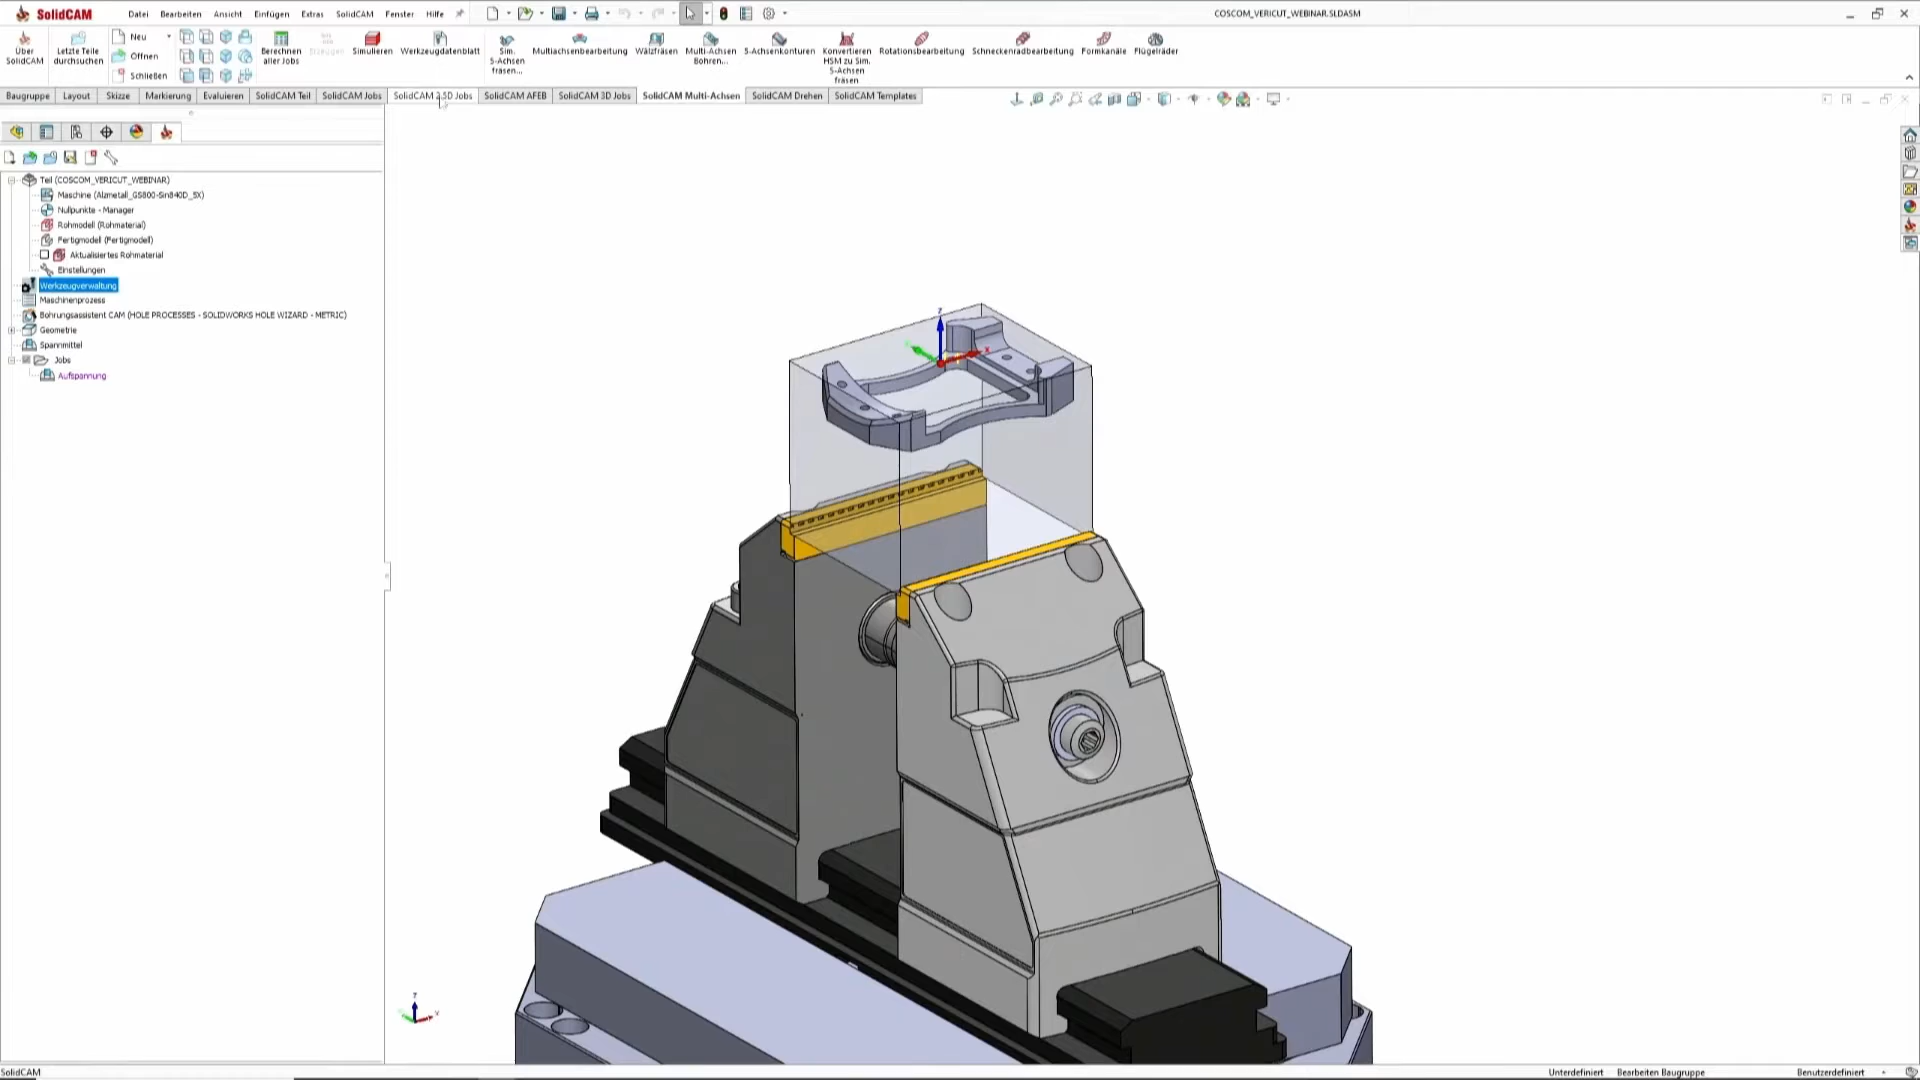 SolidCAM Datei Bearbeiten Ansicht Einfügen Extras SolidCAM Fenster Hilfe COSCOM_VERICUT_WEBINAR.SLDASM
Über SolidCAM
Letzte Teile durchsuchen
Neu
Öffnen
Schließen
Berechnen aller Jobs
Simulieren
Werkzeugdatenblatt
Sim. 5-Achsen fräsen...
Multiachsenbearbeitung
Wälzfräsen
Multi-Achsen Bohren...
5-Achsenkonturen
Konvertieren HSM zu Sim. 5-Achsen fräsen
Rotationsbearbeitung
Schneckenradbearbeitung
Formkanäle
Flügelräder
Baugruppe Layout Skizze Markierung Evaluieren SolidCAM Teil SolidCAM Jobs SolidCAM 2.5D Jobs SolidCAM AFEB SolidCAM 3D Jobs SolidCAM Multi-Achsen SolidCAM Drehen SolidCAM Templates
Teil (COSCOM_VERICUT_WEBINAR)
Maschine (Alzmetall_GS800-Sin840D_5X)
Nullpunkte - Manager
Rohmodell (Rohmaterial)
Fertigmodell (Fertigmodell)
Aktualisiertes Rohmaterial
Einstellungen
Werkzeugverwaltung
Maschinenprozess
Bohrungsassistent CAM (HOLE PROCESSES - SOLIDWORKS HOLE WIZARD - METRIC)
Geometrie
Spannmittel
Jobs
Aufspannung
SolidCAM Unterdefiniert Bearbeiten Baugruppe Benutzerdefiniert